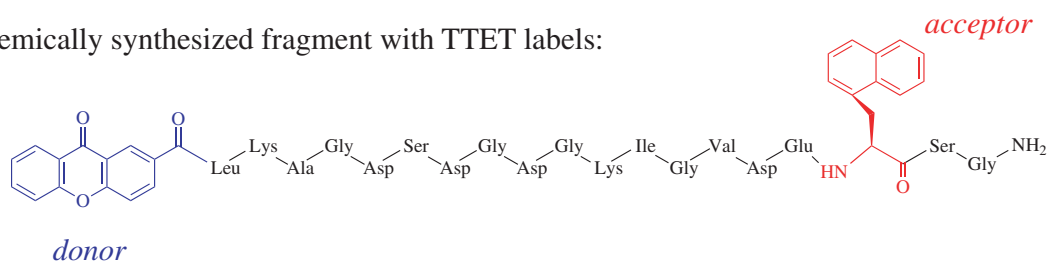 acceptor
emically synthesized fragment with TTET labels:
O O
Leu Lys Ala Gly Asp Ser Asp Gly Asp Gly Lys Ile Gly Val Asp Glu HN O Ser Gly NH2
O
donor